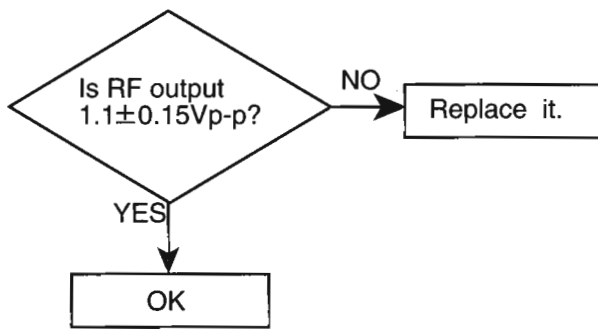 Is RF output
1.1±0.15Vp-p?
NO
Replace it.
YES
OK